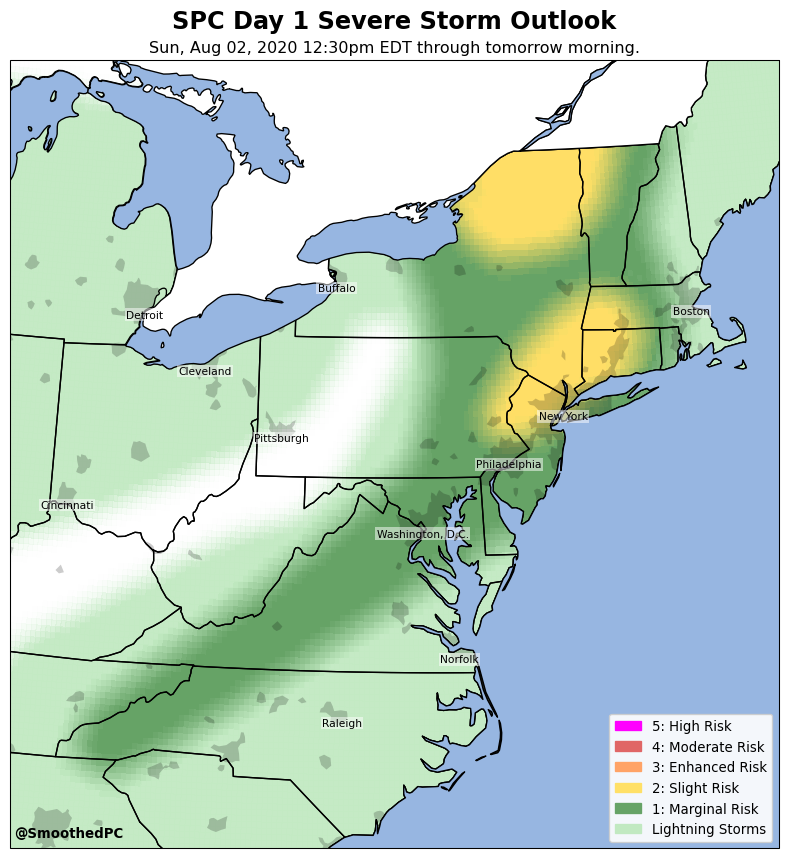 SPC Day 1 Severe Storm Outlook
Sun, Aug 02, 2020 12:30pm EDT through tomorrow morning.
Buffalo
Boston
Detroit
Cleveland
New York
Pittsburgh
Philadelphia
Cincinnati
Washington, D.C.
Norfolk
Raleigh
5: High Risk
4: Moderate Risk
3: Enhanced Risk
2: Slight Risk
1: Marginal Risk
Lightning Storms
@SmoothedPC